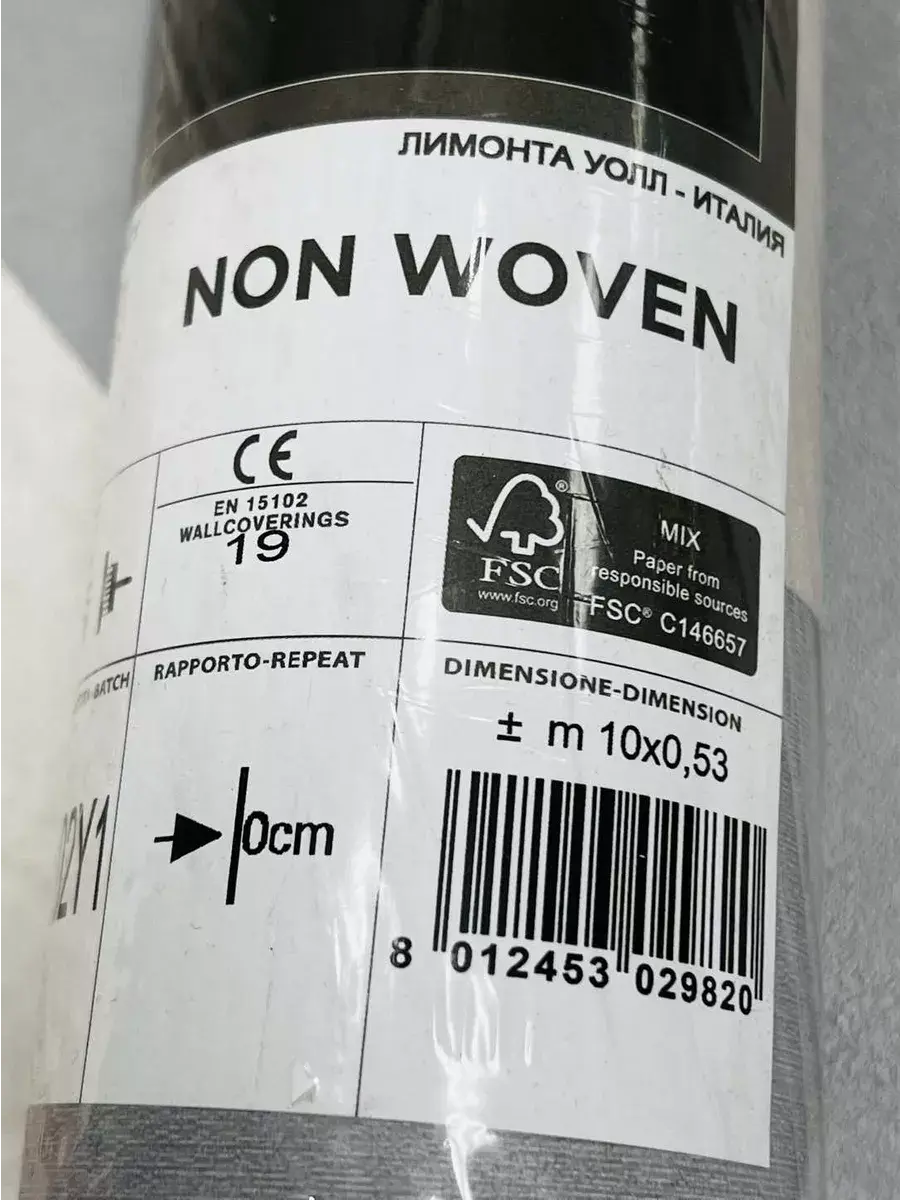 ЛИМОНТА УОЛЛ - ИТАЛИЯ
NON WOVEN
CE
EN 15102
WALLCOVERINGS
19
®
FSC
www.fsc.org
MIX
Paper from
responsible sources
FSC® C146657
BATCH
RAPPORTO-REPEAT
DIMENSIONE-DIMENSION
± m 10x0,53
0cm
8 012453 029820